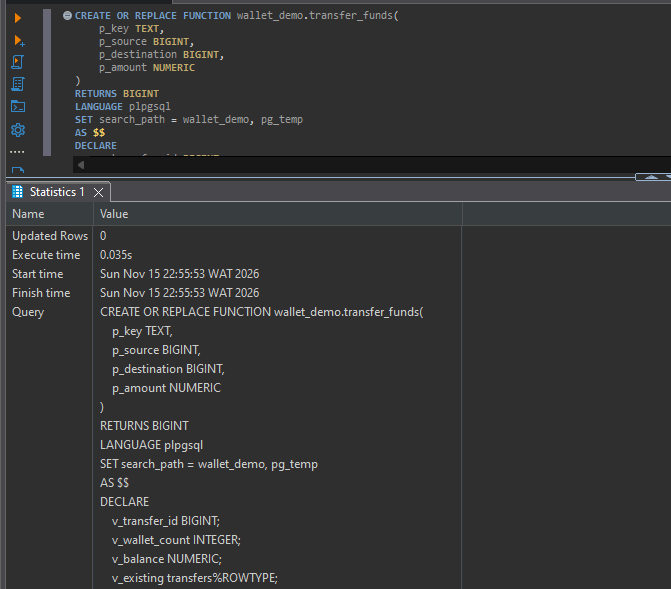 CREATE OR REPLACE FUNCTION wallet_demo.transfer_funds(
    p_key TEXT,
    p_source BIGINT,
    p_destination BIGINT,
    p_amount NUMERIC
)
RETURNS BIGINT
LANGUAGE plpgsql
SET search_path = wallet_demo, pg_temp
AS $$
DECLARE
Statistics 1
Name Value
Updated Rows 0
Execute time 0.035s
Start time Sun Nov 15 22:55:53 WAT 2026
Finish time Sun Nov 15 22:55:53 WAT 2026
Query CREATE OR REPLACE FUNCTION wallet_demo.transfer_funds(
    p_key TEXT,
    p_source BIGINT,
    p_destination BIGINT,
    p_amount NUMERIC
)
RETURNS BIGINT
LANGUAGE plpgsql
SET search_path = wallet_demo, pg_temp
AS $$
DECLARE
    v_transfer_id BIGINT;
    v_wallet_count INTEGER;
    v_balance NUMERIC;
    v_existing transfers%ROWTYPE;